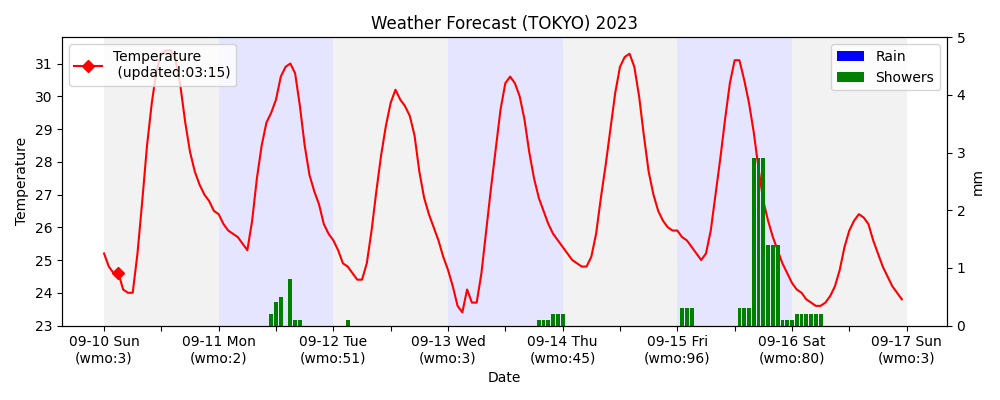 Weather Forecast (TOKYO) 2023
Temperature
(updated:03:15)
Rain
Showers
Temperature
31
30
29
28
27
26
25
24
23
5
4
3
2
1
0
mm
09-10 Sun
(wmo:3)
09-11 Mon
(wmo:2)
09-12 Tue
(wmo:51)
09-13 Wed
(wmo:3)
09-14 Thu
(wmo:45)
09-15 Fri
(wmo:96)
09-16 Sat
(wmo:80)
09-17 Sun
(wmo:3)
Date